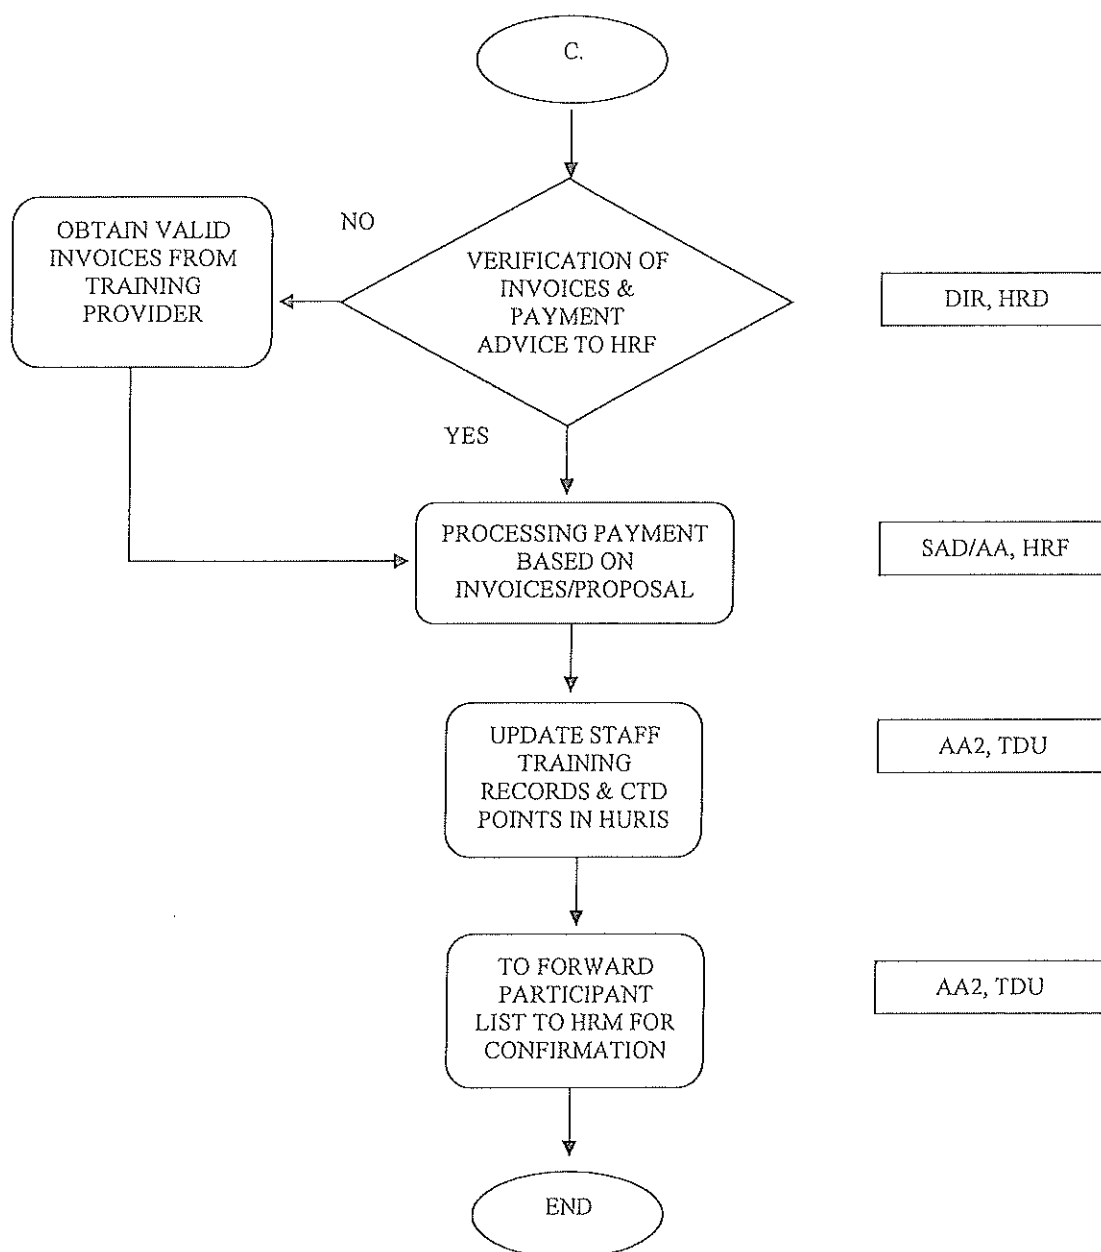 C.
NO
OBTAIN VALID
INVOICES FROM
TRAINING
PROVIDER
VERIFICATION OF
INVOICES &
PAYMENT
ADVICE TO HRF
DIR, HRD
YES
PROCESSING PAYMENT
BASED ON
INVOICES/PROPOSAL
SAD/AA, HRF
UPDATE STAFF
TRAINING
RECORDS & CTD
POINTS IN HURIS
AA2, TDU
TO FORWARD
PARTICIPANT
LIST TO HRM FOR
CONFIRMATION
AA2, TDU
END